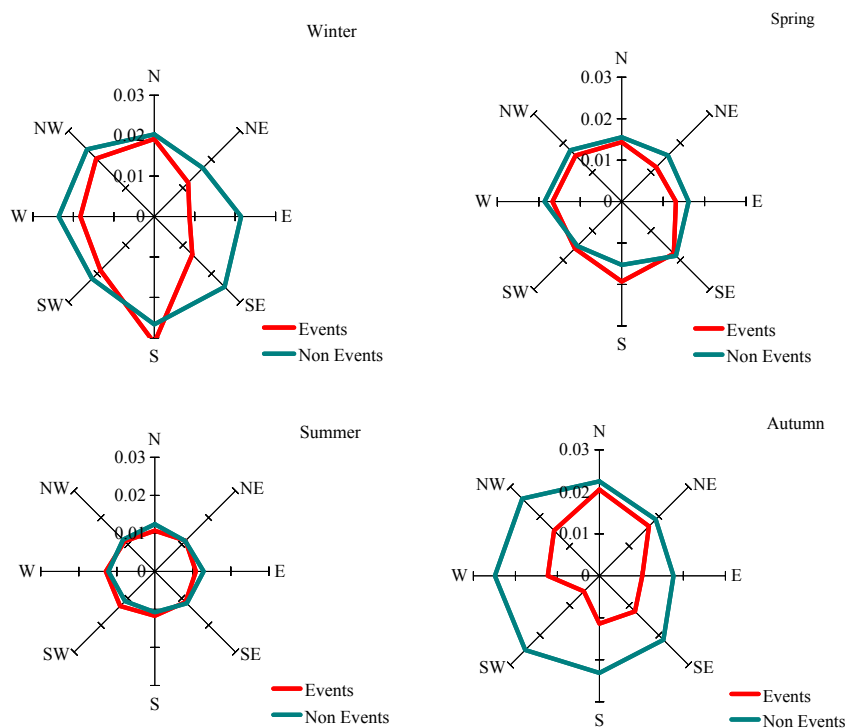 Winter
N
0.03
NW
NE
0.02
0.01
W
0
E
SW
SE
S
Events
Non Events
Spring
N
0.03
NW
NE
0.02
0.01
W
0
E
SW
SE
S
Events
Non Events
Summer
N
0.03
NW
NE
0.02
0.01
W
0
E
SW
SE
S
Events
Non Events
Autumn
N
0.03
NW
NE
0.02
0.01
W
0
E
SW
SE
S
Events
Non Events